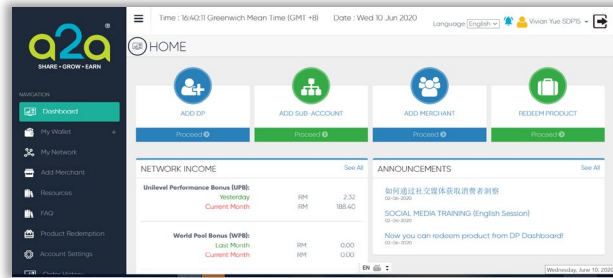 a2a
®
SHARE • GROW • EARN
NAVIGATION
Dashboard
My Wallet +
My Network
Add Merchant
Resources
FAQ
Product Redemption
Account Settings
Order History
Time : 16:40:11 Greenwich Mean Time (GMT +8) Date : Wed 10 Jun 2020 Language English Vivian Yue SDP15
HOME
ADD DP
ADD SUB-ACCOUNT
ADD MERCHANT
REDEEM PRODUCT
Proceed
Proceed
Proceed
Proceed
NETWORK INCOME See All
Unilevel Performance Bonus (UPB):
Yesterday RM 2.32
Current Month RM 188.40
World Pool Bonus (WPB):
Last Month RM 0.00
Current Month RM 0.00
ANNOUNCEMENTS See All
如何通过社交媒体获取消费者洞察
02-06-2020
SOCIAL MEDIA TRAINING (English Session)
02-06-2020
Now you can redeem product from DP Dashboard!
02-06-2020
EN
Wednesday, June 10, 2020